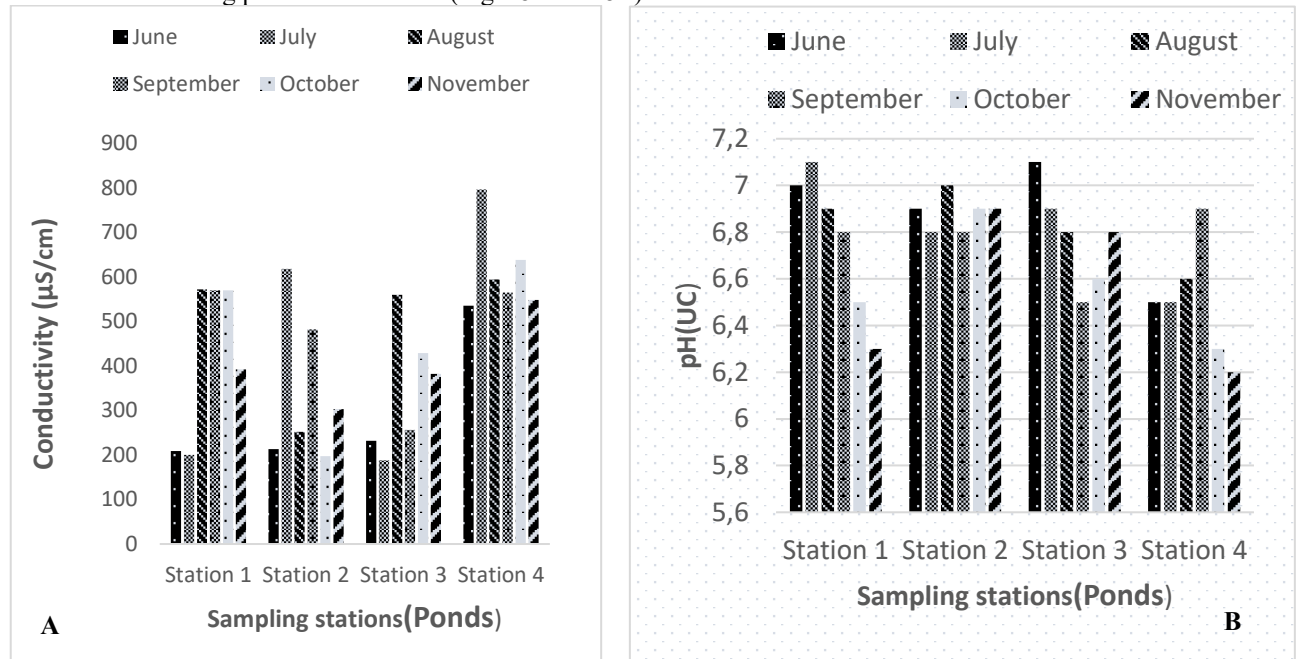 June July August
September October November
900
800
700
600
500
400
300
200
100
0
Conductivity (µs/cm)
Station 1 Station 2 Station 3 Station 4
Sampling stations(Ponds)
A
June July August
September October November
7,2
7
6,8
6,6
6,4
6,2
6
5,8
5,6
pH(UC)
Station 1 Station 2 Station 3 Station 4
Sampling stations(Ponds)
B